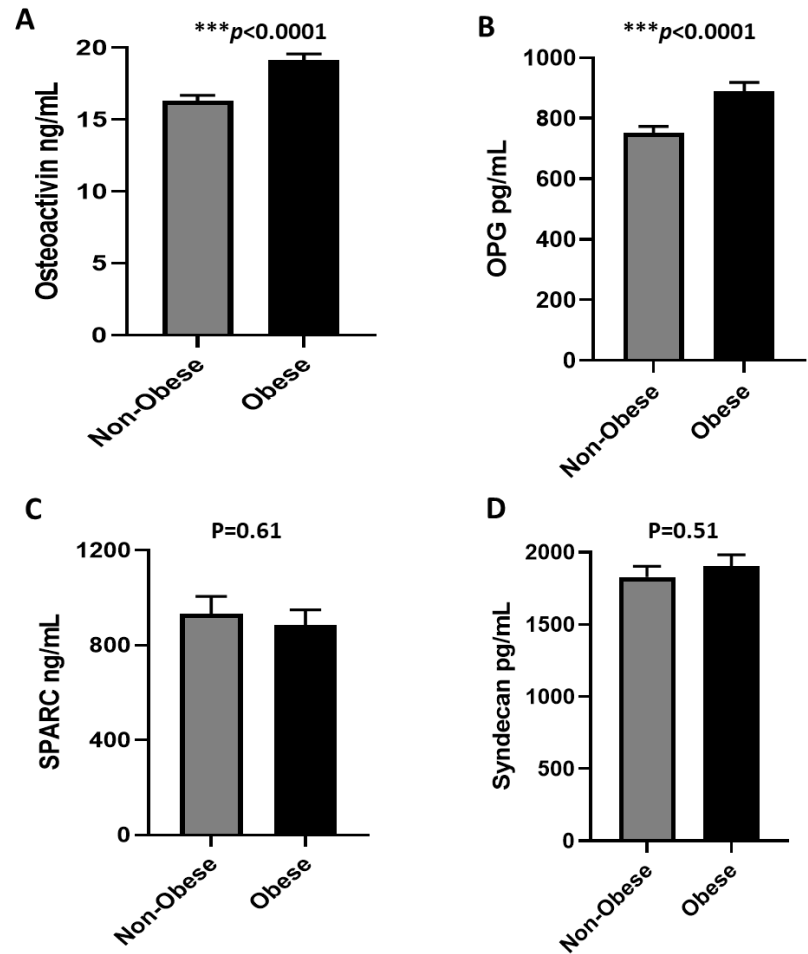 A
***p<0.0001
Osteoactivin ng/mL
20
15
10
5
0
Non-Obese
Obese
B
***p<0.0001
OPG pg/mL
1000
800
600
400
200
0
Non-Obese
Obese
C
P=0.61
SPARC ng/mL
1200
800
400
0
Non-Obese
Obese
D
P=0.51
Syndecan pg/mL
2000
1500
1000
500
0
Non-Obese
Obese